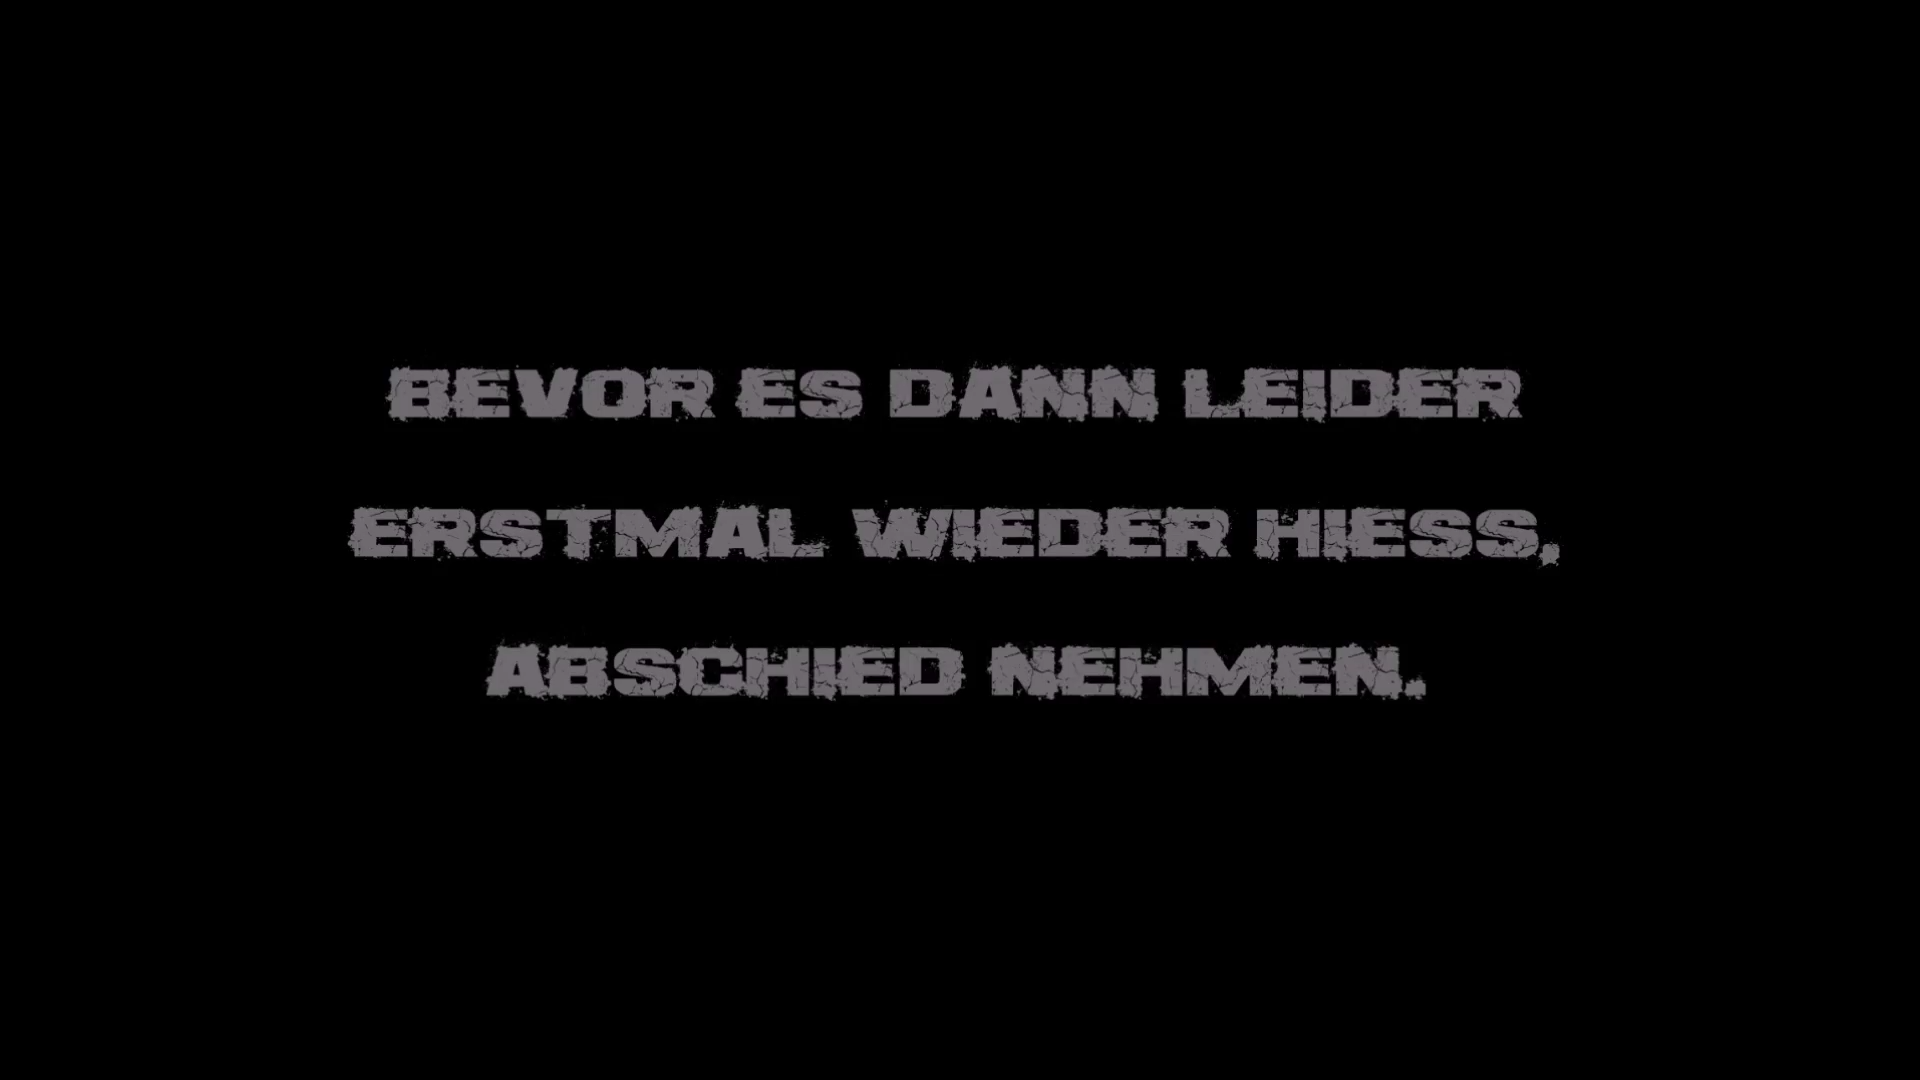 BEVOR ES DANN LEIDER
ERSTMAL WIEDER HIESS,
ABSCHIED NEHMEN.